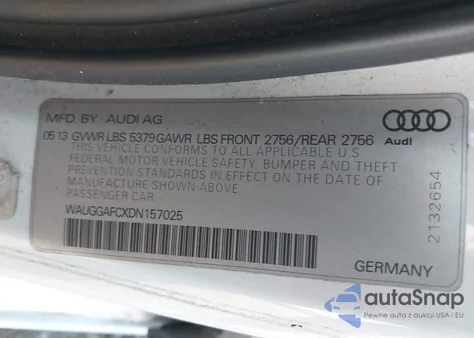 MFD. BY AUDI AG
05 13 GVWR LBS 5379 GAWR LBS FRONT 2756/REAR 2756
THIS VEHICLE CONFORMS TO ALL APPLICABLE U S
FEDERAL MOTOR VEHICLE SAFETY, BUMPER AND THEFT
PREVENTION STANDARDS IN EFFECT ON THE DATE OF
MANUFACTURE SHOWN ABOVE.
PASSENGER CAR.
WAUGGAFCXDN157025
Audi
2132654
GERMANY
autoSnap
Pewne auta z aukcji USA i EU